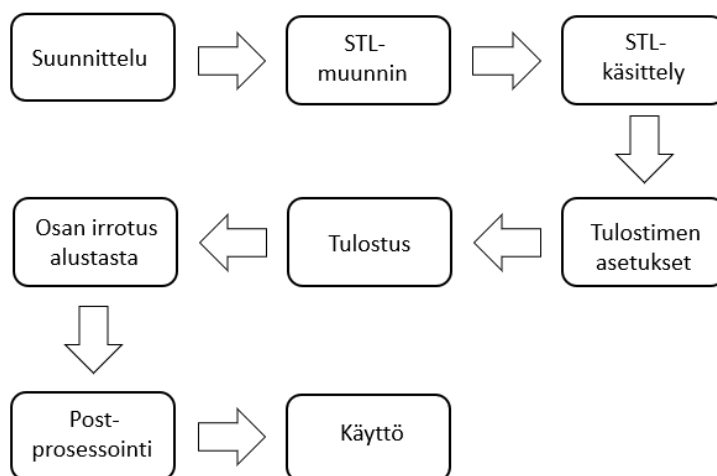 Suunnittelu
STL-
muunnin
STL-
käsittely
Tulostimen
asetukset
Tulostus
Osan irrotus
alustasta
Post-
prosessointi
Käyttö